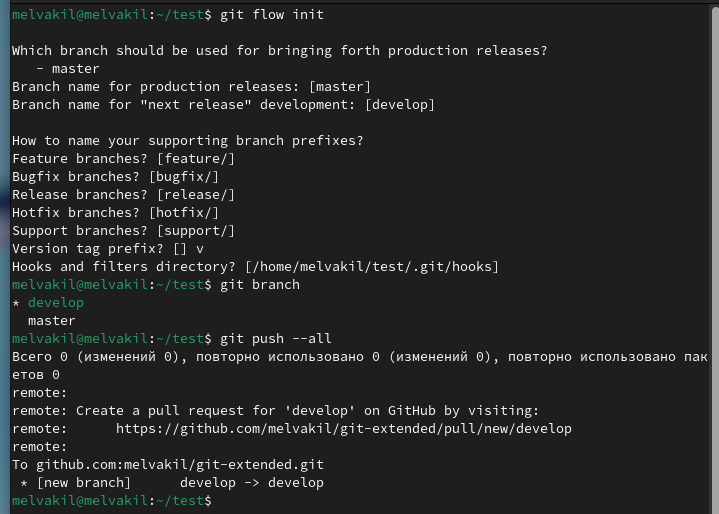 melvakil@melvakil:~/test$ git flow init

Which branch should be used for bringing forth production releases?
   - master
Branch name for production releases: [master]
Branch name for "next release" development: [develop]

How to name your supporting branch prefixes?
Feature branches? [feature/]
Bugfix branches? [bugfix/]
Release branches? [release/]
Hotfix branches? [hotfix/]
Support branches? [support/]
Version tag prefix? [] v
Hooks and filters directory? [/home/melvakil/test/.git/hooks]
melvakil@melvakil:~/test$ git branch
* develop
  master
melvakil@melvakil:~/test$ git push --all
Всего 0 (изменений 0), повторно использовано 0 (изменений 0), повторно использовано пак
етов 0
remote:
remote: Create a pull request for 'develop' on GitHub by visiting:
remote:      https://github.com/melvakil/git-extended/pull/new/develop
remote:
To github.com:melvakil/git-extended.git
 * [new branch]      develop -> develop
melvakil@melvakil:~/test$